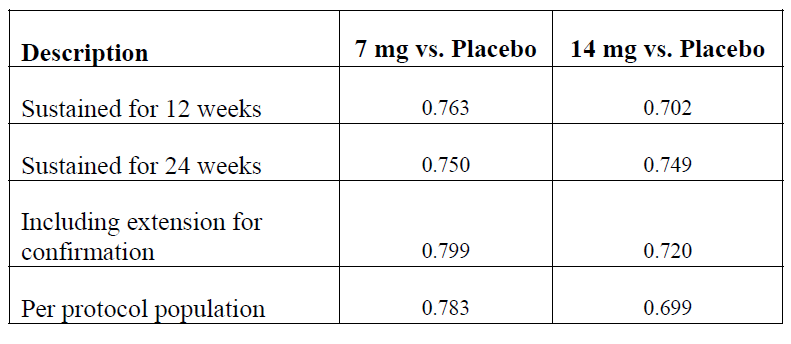 Description 7 mg vs. Placebo 14 mg vs. Placebo
Sustained for 12 weeks 0.763 0.702
Sustained for 24 weeks 0.750 0.749
Including extension for
confirmation 0.799 0.720
Per protocol population 0.783 0.699